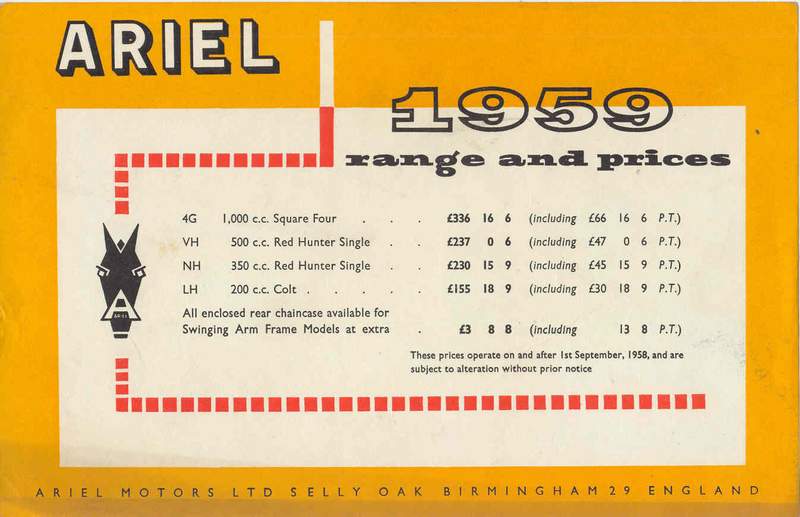 ARIEL
1959
range and prices
4G 1,000 c.c. Square Four . . . £336 16 6 (including £66 16 6 P.T.)
VH 500 c.c. Red Hunter Single . . £237 0 6 (including £47 0 6 P.T.)
NH 350 c.c. Red Hunter Single . . £230 15 9 (including £45 15 9 P.T.)
LH 200 c.c. Colt . . . . . £155 18 9 (including £30 18 9 P.T.)
All enclosed rear chaincase available for
Swinging Arm Frame Models at extra . £3 8 8 (including 13 8 P.T.)
These prices operate on and after 1st September, 1958, and are
subject to alteration without prior notice
A
ARIEL
ARIEL MOTORS LTD SELLY OAK BIRMINGHAM 29 ENGLAND